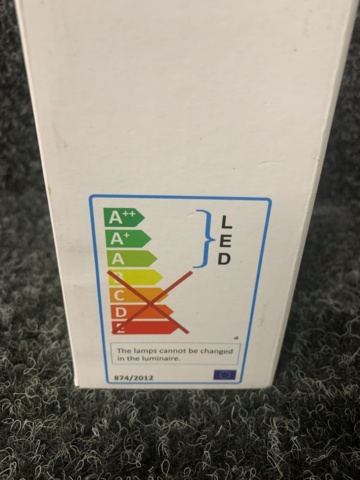 A++
A+
A
B
C
D
E
L
E
D
The lamps cannot be changed
in the luminaire.
874/2012